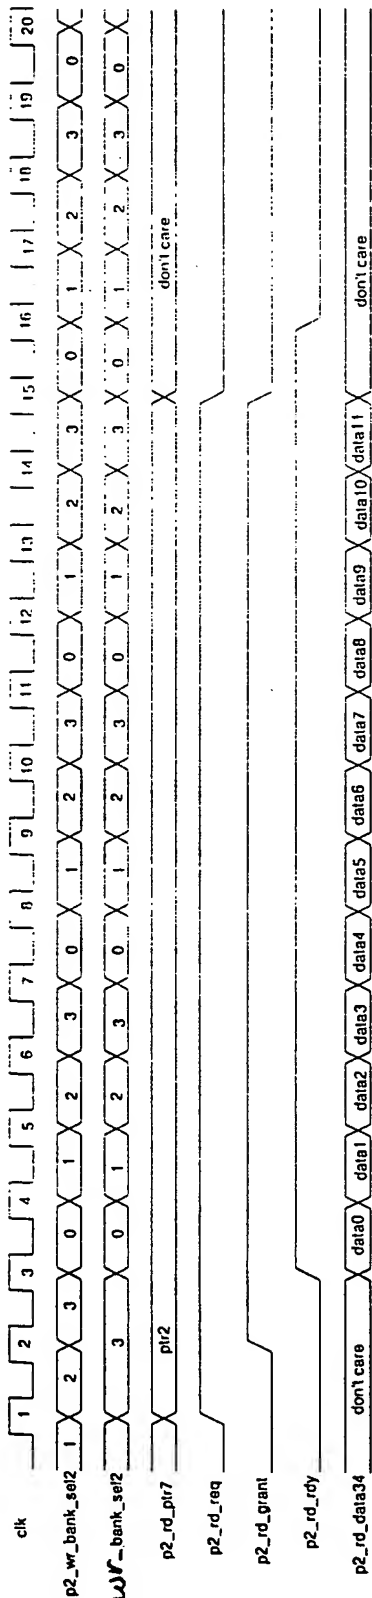 clk 1 2 3 4 5 6 7 8 9 10 11 12 13 14 15 16 17 18 19 20
p2_wr_bank_sel2 1 2 3 0 1 2 3 0 1 2 3 0 1 2 3 0 1 2 3 0
wr_bank_sel2 3 0 1 2 3 0 1 2 3 0 1 2 3 0 1 2 3 0
p2_rd_ptr7 ptr2 don't care
p2_rd_req
p2_rd_grant
p2_rd_rdy
p2_rd_data34 don't care data0 data1 data2 data3 data4 data5 data6 data7 data8 data9 data10 data11 don't care